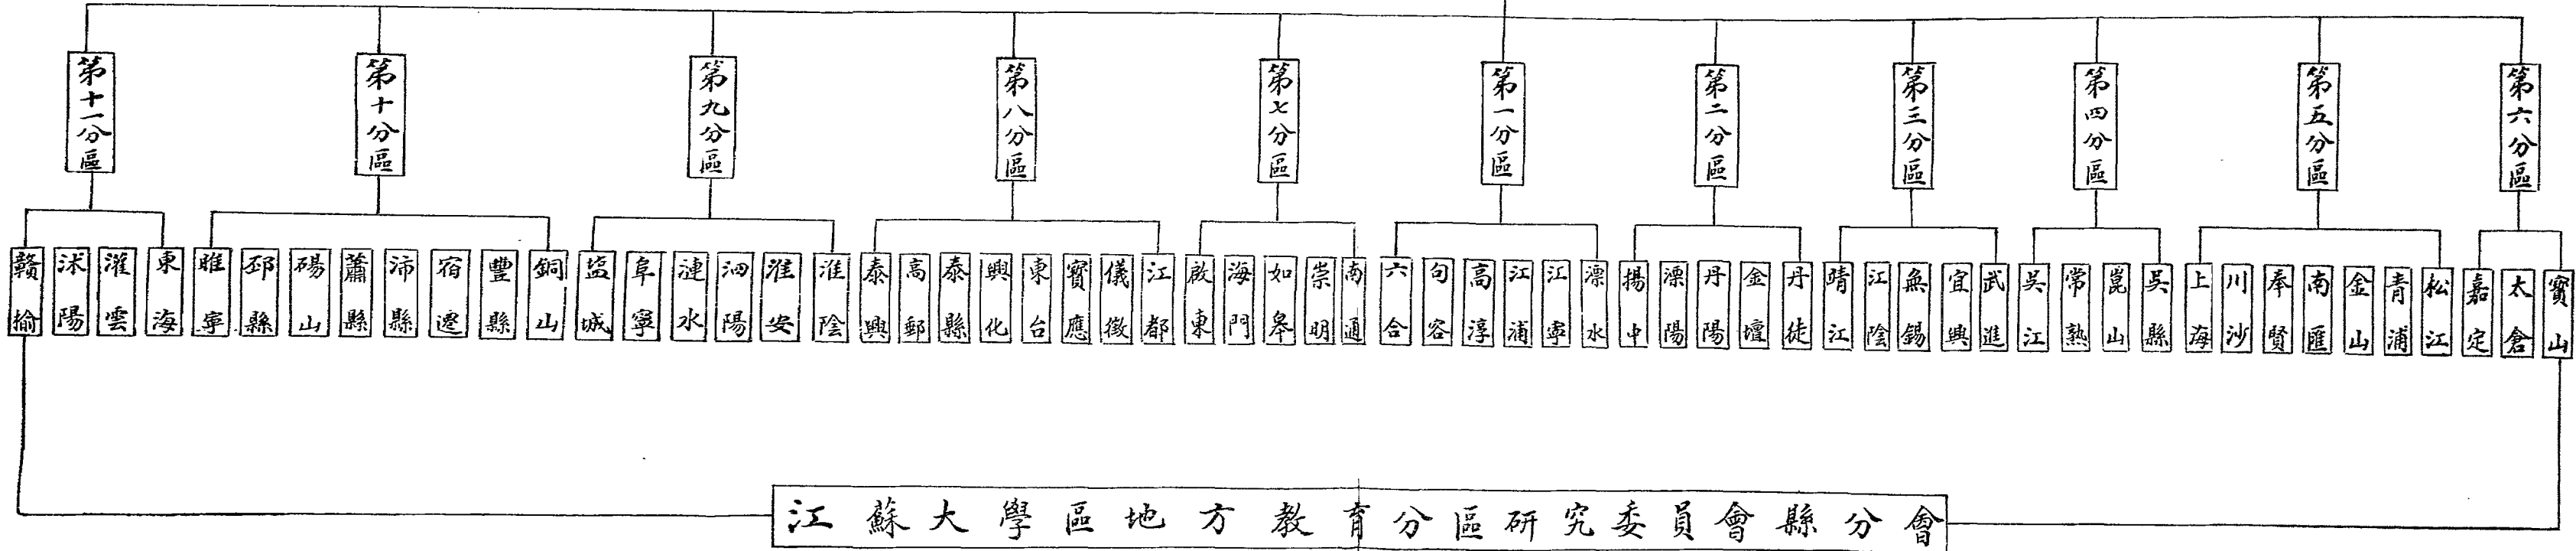 第十一分區
第十分區
第九分區
第八分區
第七分區
第一分區
第二分區
第三分區
第四分區
第五分區
第六分區
贛榆
沭陽
灌雲
東海
睢寧
邳縣
碭山
蕭縣
沛縣
宿遷
豐縣
銅山
塩城
阜寧
漣水
泗陽
淮安
淮陰
泰興
高郵
泰縣
興化
東台
寶應
儀徵
江都
啟東
海門
如皋
崇明
南通
六合
句容
高淳
江浦
江寧
溧水
揚中
溧陽
丹陽
金壇
丹徒
靖江
江陰
無錫
宜興
武進
吳江
常熟
崑山
吳縣
上海
川沙
奉賢
南匯
金山
青浦
松江
嘉定
太倉
寶山
江蘇大學區地方教育分區研究委員會縣分會